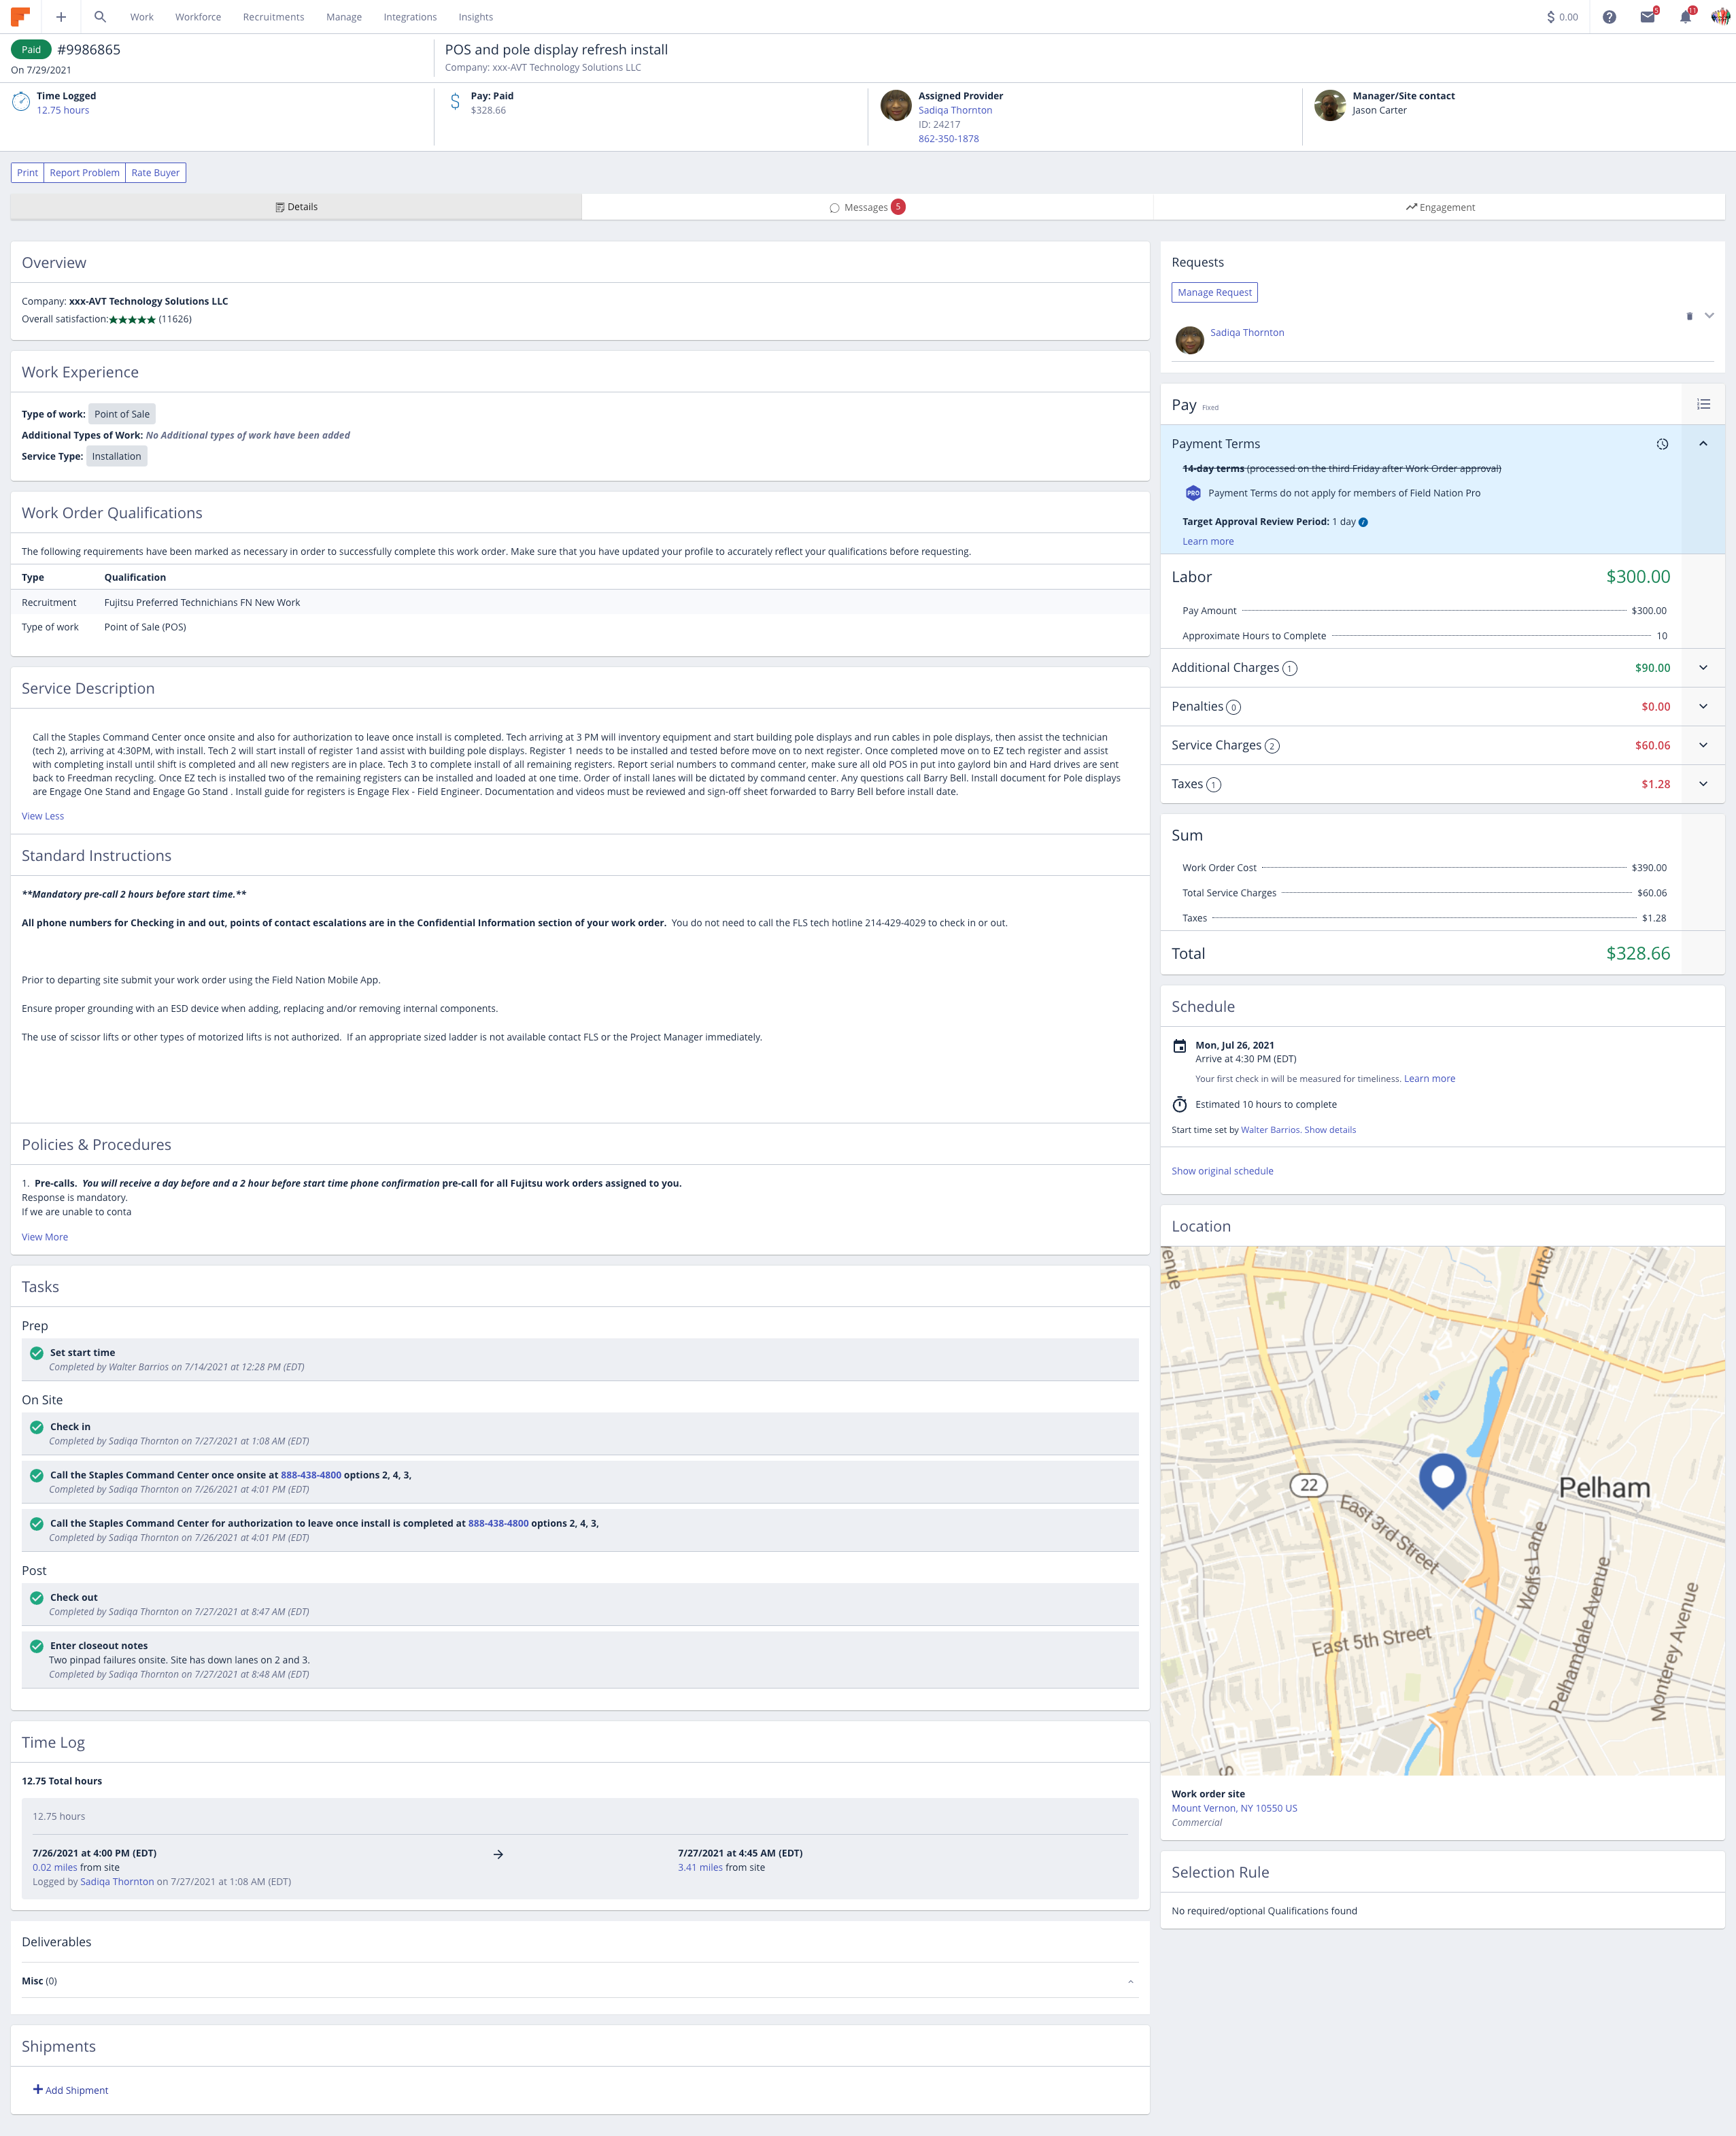 Work Workforce Recruitments Manage Integrations Insights
$ 0.00 5 11
Paid #9986865
On 7/29/2021
POS and pole display refresh install
Company: xxx-AVT Technology Solutions LLC
Time Logged
12.75 hours
Pay: Paid
$328.66
Assigned Provider
Sadiqa Thornton
ID: 24217
862-350-1878
Manager/Site contact
Jason Carter
Print Report Problem Rate Buyer
Details Messages 5 Engagement
Overview
Company: xxx-AVT Technology Solutions LLC
Overall satisfaction:★★★★★ (11626)
Work Experience
Type of work: Point of Sale
Additional Types of Work: No Additional types of work have been added
Service Type: Installation
Work Order Qualifications
The following requirements have been marked as necessary in order to successfully complete this work order. Make sure that you have updated your profile to accurately reflect your qualifications before requesting.
Type Qualification
Recruitment Fujitsu Preferred Technichians FN New Work
Type of work Point of Sale (POS)
Service Description
Call the Staples Command Center once onsite and also for authorization to leave once install is completed. Tech arriving at 3 PM will inventory equipment and start building pole displays and run cables in pole displays, then assist the technician
(tech 2), arriving at 4:30PM, with install. Tech 2 will start install of register 1and assist with building pole displays. Register 1 needs to be installed and tested before move on to next register. Once completed move on to EZ tech register and assist
with completing install until shift is completed and all new registers are in place. Tech 3 to complete install of all remaining registers. Report serial numbers to command center, make sure all old POS in put into gaylord bin and Hard drives are sent
back to Freedman recycling. Once EZ tech is installed two of the remaining registers can be installed and loaded at one time. Order of install lanes will be dictated by command center. Any questions call Barry Bell. Install document for Pole displays
are Engage One Stand and Engage Go Stand . Install guide for registers is Engage Flex - Field Engineer. Documentation and videos must be reviewed and sign-off sheet forwarded to Barry Bell before install date.
View Less
Standard Instructions
**Mandatory pre-call 2 hours before start time.**
All phone numbers for Checking in and out, points of contact escalations are in the Confidential Information section of your work order. You do not need to call the FLS tech hotline 214-429-4029 to check in or out.
Prior to departing site submit your work order using the Field Nation Mobile App.
Ensure proper grounding with an ESD device when adding, replacing and/or removing internal components.
The use of scissor lifts or other types of motorized lifts is not authorized. If an appropriate sized ladder is not available contact FLS or the Project Manager immediately.
Policies & Procedures
1. Pre-calls. You will receive a day before and a 2 hour before start time phone confirmation pre-call for all Fujitsu work orders assigned to you.
Response is mandatory.
If we are unable to conta
View More
Tasks
Prep
Set start time
Completed by Walter Barrios on 7/14/2021 at 12:28 PM (EDT)
On Site
Check in
Completed by Sadiqa Thornton on 7/27/2021 at 1:08 AM (EDT)
Call the Staples Command Center once onsite at 888-438-4800 options 2, 4, 3,
Completed by Sadiqa Thornton on 7/26/2021 at 4:01 PM (EDT)
Call the Staples Command Center for authorization to leave once install is completed at 888-438-4800 options 2, 4, 3,
Completed by Sadiqa Thornton on 7/26/2021 at 4:01 PM (EDT)
Post
Check out
Completed by Sadiqa Thornton on 7/27/2021 at 8:47 AM (EDT)
Enter closeout notes
Two pinpad failures onsite. Site has down lanes on 2 and 3.
Completed by Sadiqa Thornton on 7/27/2021 at 8:48 AM (EDT)
Time Log
12.75 Total hours
12.75 hours
7/26/2021 at 4:00 PM (EDT) → 7/27/2021 at 4:45 AM (EDT)
0.02 miles from site 3.41 miles from site
Logged by Sadiqa Thornton on 7/27/2021 at 1:08 AM (EDT)
Deliverables
Misc (0)
Shipments
+ Add Shipment
Requests
Manage Request
Sadiqa Thornton
Pay Fixed
Payment Terms
14-day terms (processed on the third Friday after Work Order approval)
PRO Payment Terms do not apply for members of Field Nation Pro
Target Approval Review Period: 1 day
Learn more
Labor $300.00
Pay Amount $300.00
Approximate Hours to Complete 10
Additional Charges 1 $90.00
Penalties 0 $0.00
Service Charges 2 $60.06
Taxes 1 $1.28
Sum
Work Order Cost $390.00
Total Service Charges $60.06
Taxes $1.28
Total $328.66
Schedule
Mon, Jul 26, 2021
Arrive at 4:30 PM (EDT)
Your first check in will be measured for timeliness. Learn more
Estimated 10 hours to complete
Start time set by Walter Barrios. Show details
Show original schedule
Location
enue
Hutc
22
Pelham
East 3rd Street
Wolfs Lane
East 5th Street
Pelhamdale Avenue
Monterey Avenue
Work order site
Mount Vernon, NY 10550 US
Commercial
Selection Rule
No required/optional Qualifications found